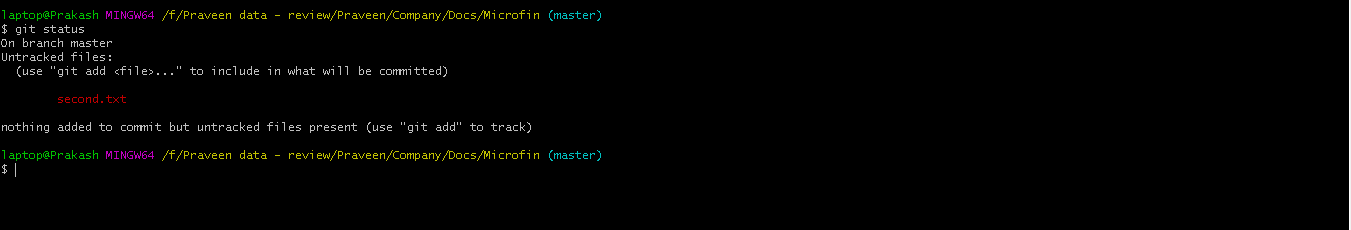 laptop@Prakash MINGW64 /f/Praveen data - review/Praveen/Company/Docs/Microfin (master)
$ git status
On branch master
Untracked files:
  (use "git add <file>..." to include in what will be committed)
        second.txt
nothing added to commit but untracked files present (use "git add" to track)
laptop@Prakash MINGW64 /f/Praveen data - review/Praveen/Company/Docs/Microfin (master)
$